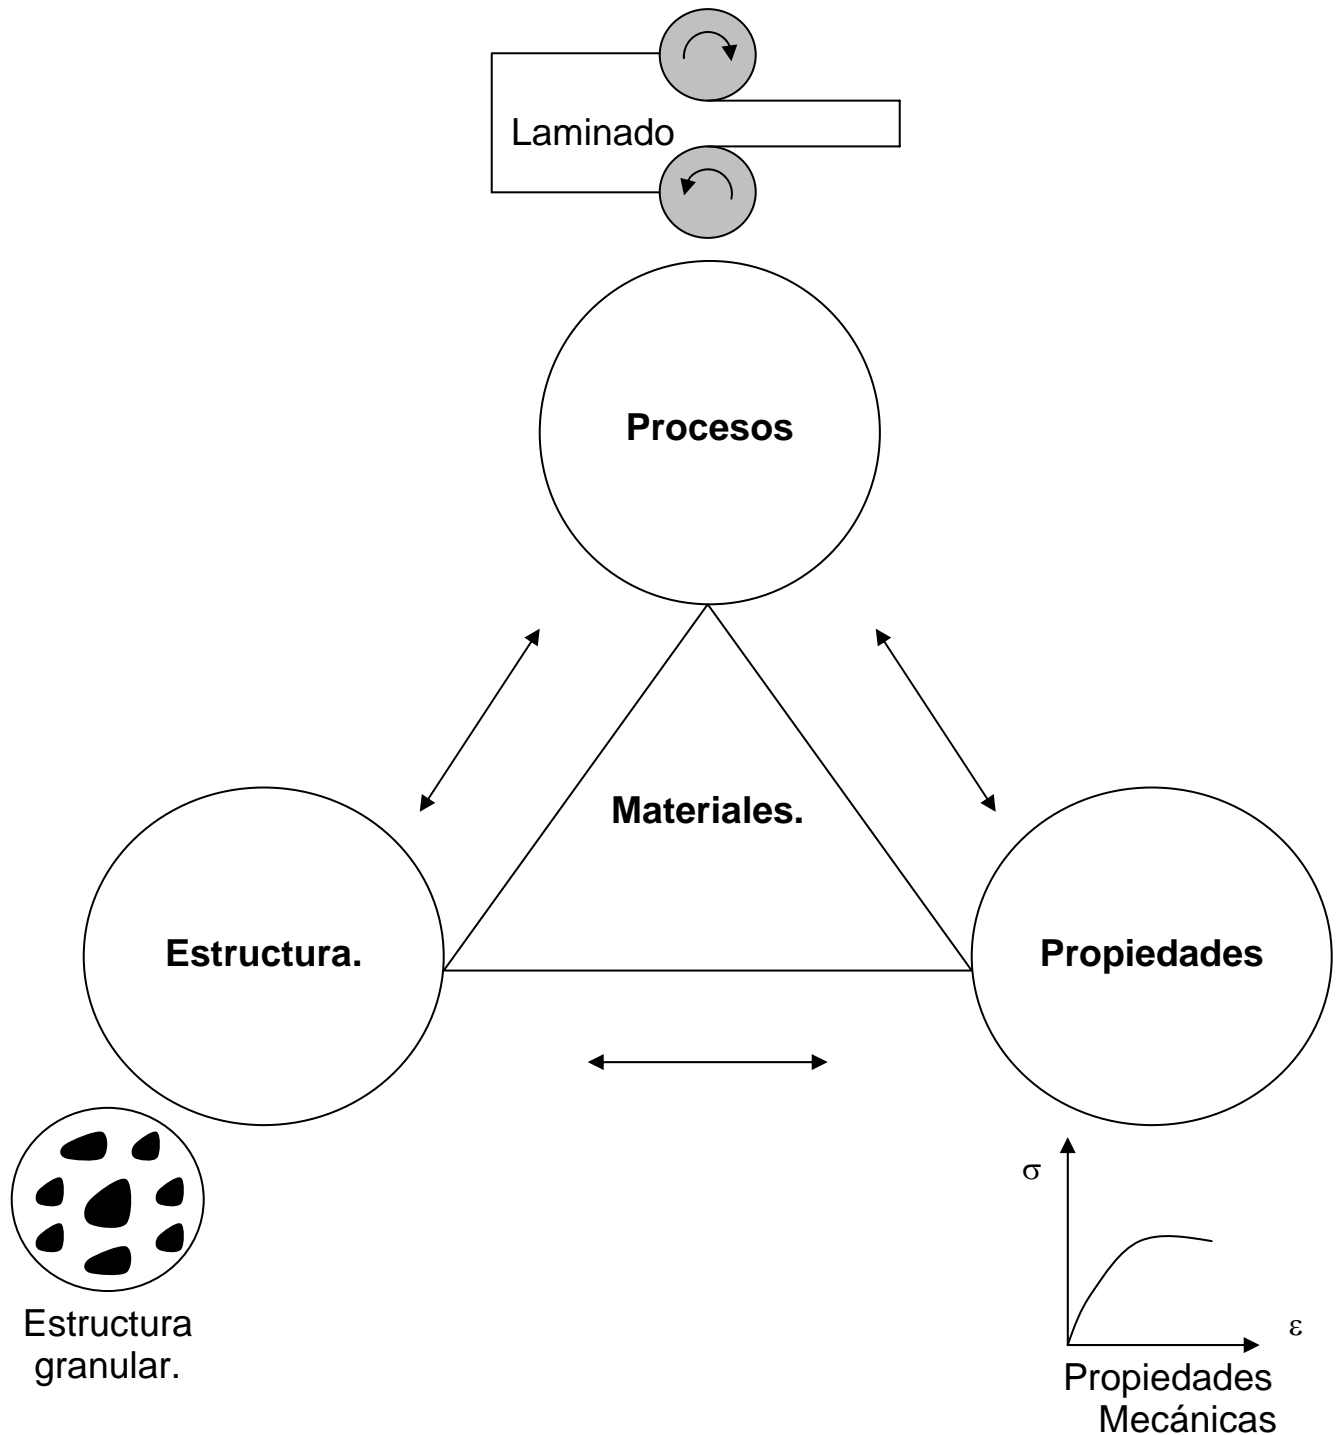 Laminado
Procesos
Materiales.
Estructura.
Propiedades
σ
ε
Estructura
granular.
Propiedades
Mecánicas